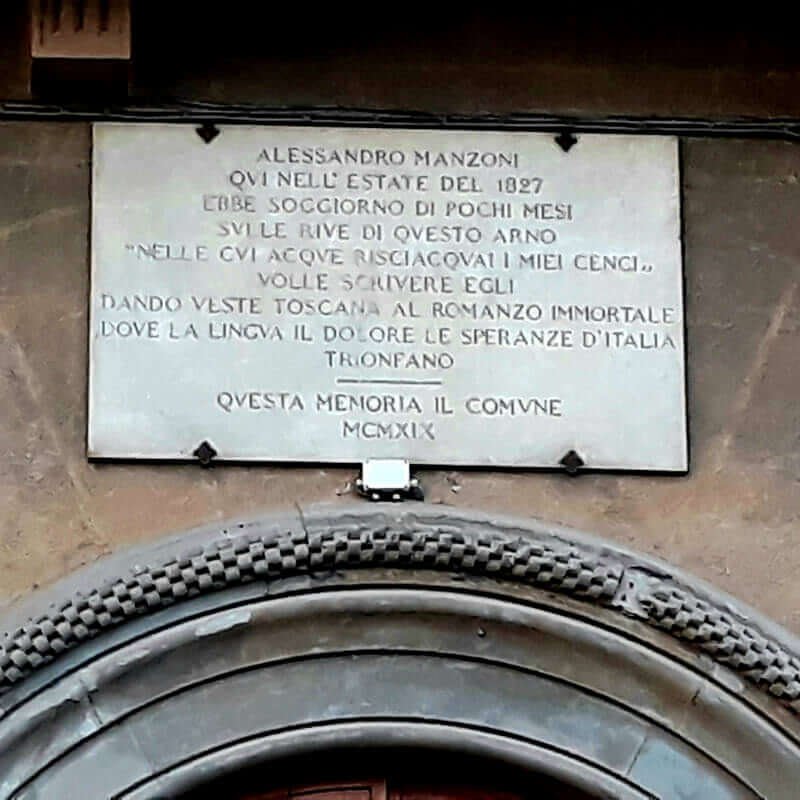 ALESSANDRO MANZONI
QVI NELL' ESTATE DEL 1827
EBBE SOGGIORNO DI POCHI MESI
SVLLE RIVE DI QVESTO ARNO
"NELLE CVI ACQVE RISCIACQVAI I MIEI CENCI„
VOLLE SCRIVERE EGLI
DANDO VESTE TOSCANA AL ROMANZO IMMORTALE
DOVE LA LINGVA IL DOLORE LE SPERANZE D'ITALIA
TRIONFANO
QVESTA MEMORIA IL COMVNE
MCMXIX